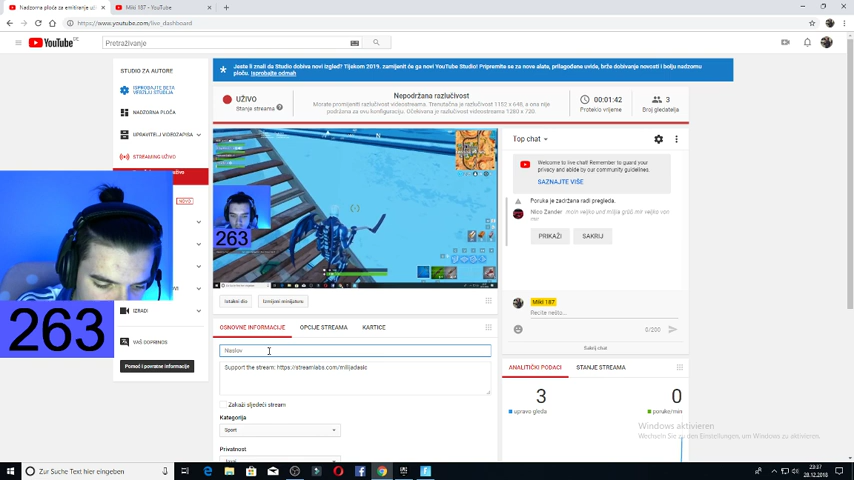 Nadzorna ploča za emitiranje uži
Miki 187 - YouTube
https://www.youtube.com/live_dashboard
YouTube
Pretraživanje
STUDIO ZA AUTORE
ISPROBAJTE BETA
VERZIJU STUDIJA
NADZORNA PLOČA
UPRAVITELJ VIDEOZAPISA
STREAMING UŽIVO
NOVO
IZRADI
VAŠ DOPRINOS
Pomoć i povratne informacije
263
Jeste li znali da Studio dobiva novi izgled? Tijekom 2019. zamijenit će ga novi YouTube Studio! Pripremite se za nove alate, prilagođene uvide, brže dobivanje novosti i bolju nadzornu
ploču. Isprobajte odmah
UŽIVO
Stanje streama
Nepodržana razlučivost
Morate promijeniti razlučivost videostreama. Trenutačna je razlučivost 1152 x 648, a ona nije
podržana za ovu konfiguraciju. Očekivana je razlučivost videostreama 1280 x 720.
00:01:42
Proteklo vrijeme
3
Broj gledatelja
263
Istakni dio
Izmijeni minijaturu
OSNOVNE INFORMACIJE
OPCIJE STREAMA
KARTICE
Naslov
Support the stream: https://streamlabs.com/milijadasic
Zakaži sljedeći stream
Kategorija
Sport
Privatnost
Top chat
Welcome to live chat! Remember to guard your
privacy and abide by our community guidelines.
SAZNAJTE VIŠE
Poruka je zadržana radi pregleda.
Nico Zander
PRIKAŽI
SAKRIJ
Miki 187
Recite nešto...
0/200
Sakrij chat
ANALITIČKI PODACI
STANJE STREAMA
3
upravo gleda
0
poruke/min
Windows aktivieren
Wechseln Sie zu den Einstellungen, um Windows zu aktivieren.
Zur Suche Text hier eingeben
23:37
28.12.2018